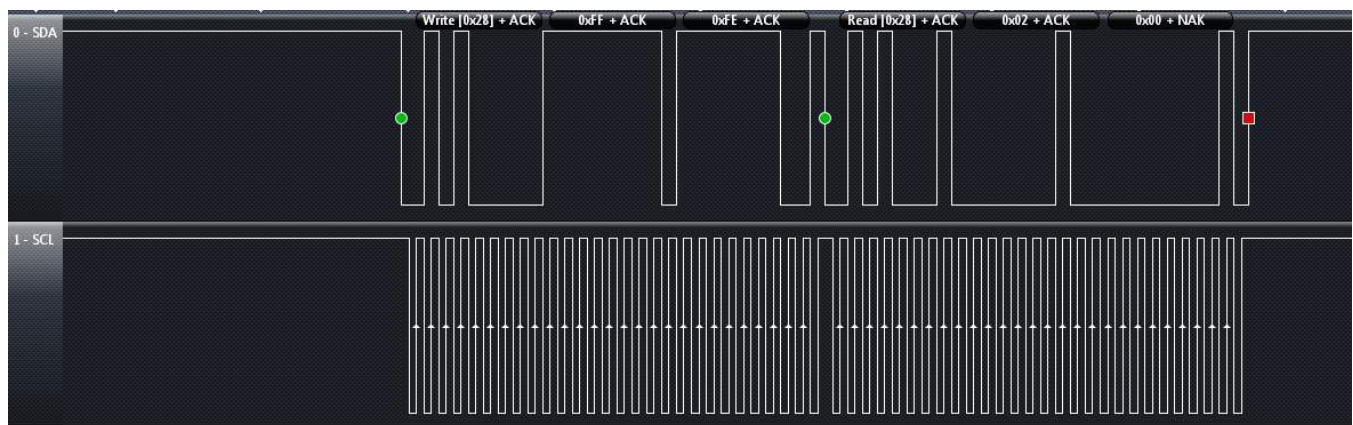 Write [0x28] + ACK 0xFF + ACK 0xFE + ACK Read [0x28] + ACK 0x02 + ACK 0x00 + NAK
0 - SDA
1 - SCL